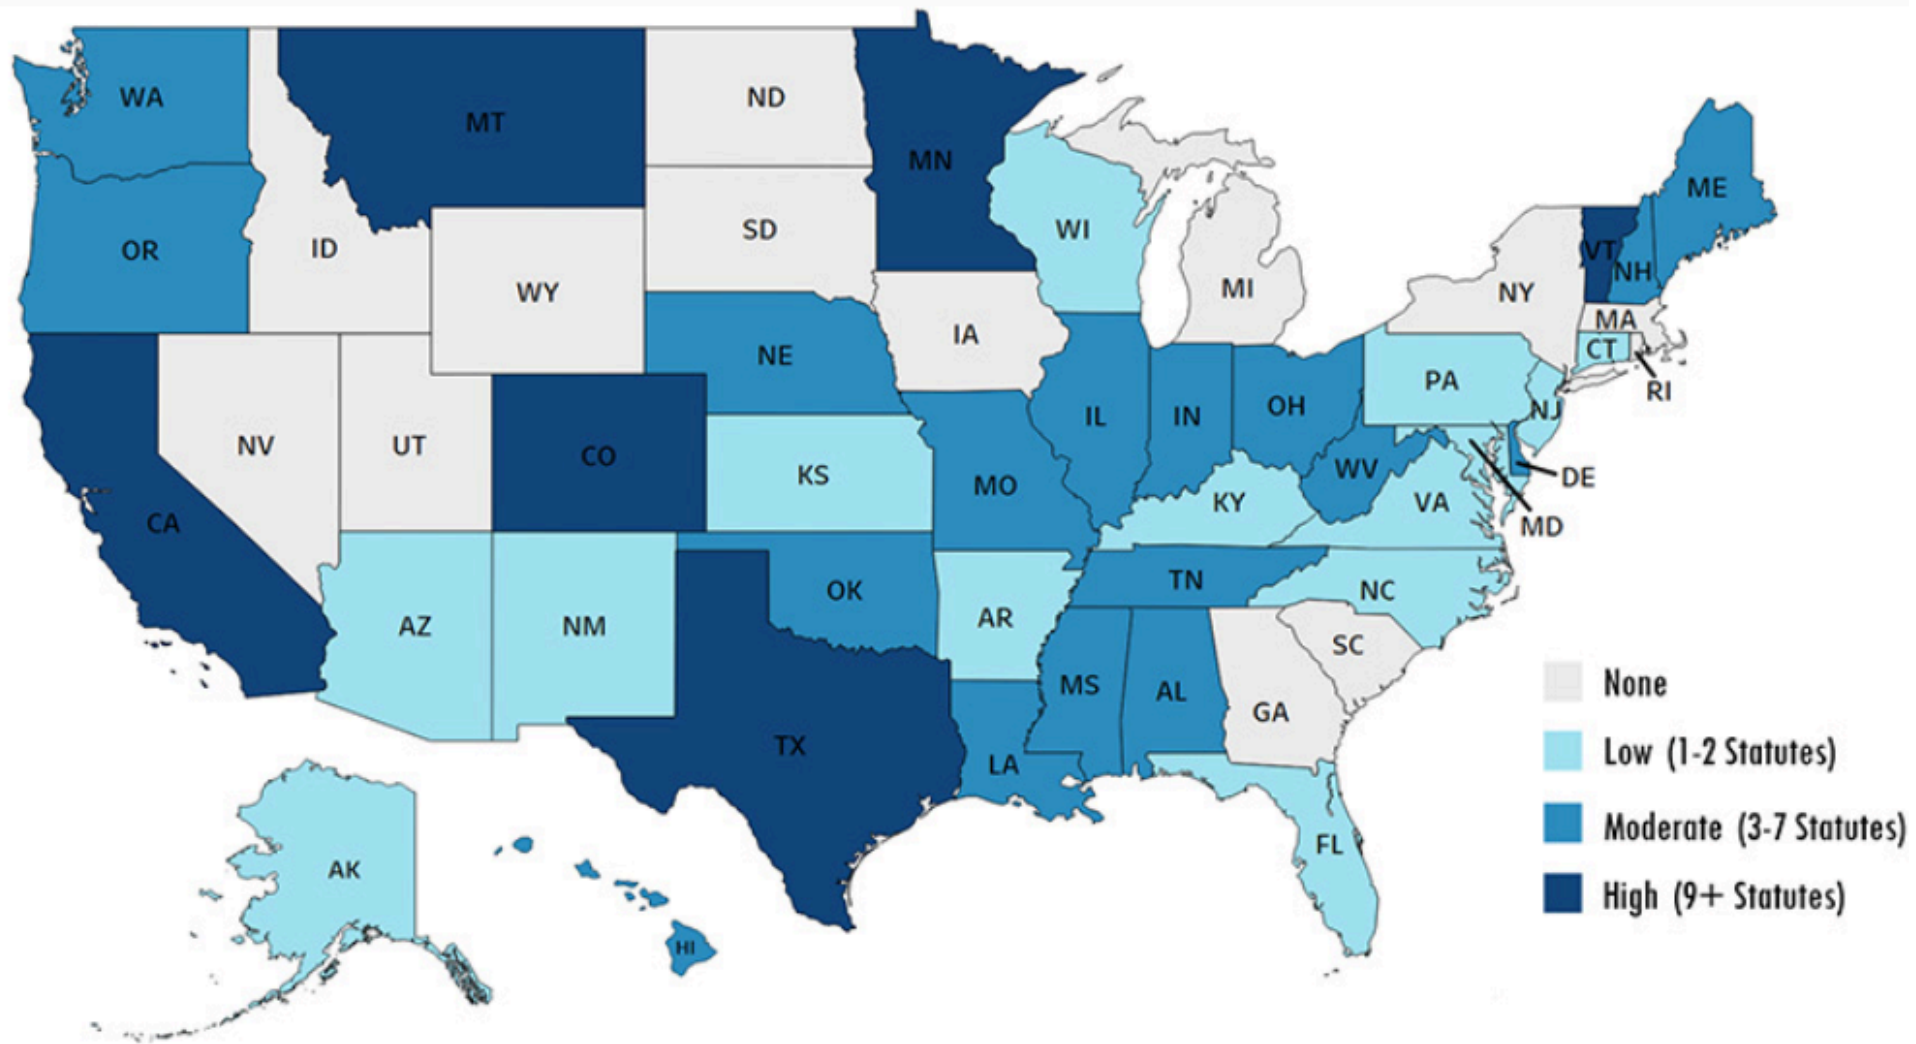 WA
MT
ND
MN
ME
OR
ID
SD
WI
VT
NH
WY
MI
NY
MA
IA
CT
NE
PA
RI
NJ
NV
UT
CO
IL
IN
OH
KS
WV
DE
MO
KY
VA
CA
MD
OK
TN
NC
AZ
NM
AR
SC
MS
AL
GA
TX
LA
FL
AK
HI
None
Low (1-2 Statutes)
Moderate (3-7 Statutes)
High (9+ Statutes)